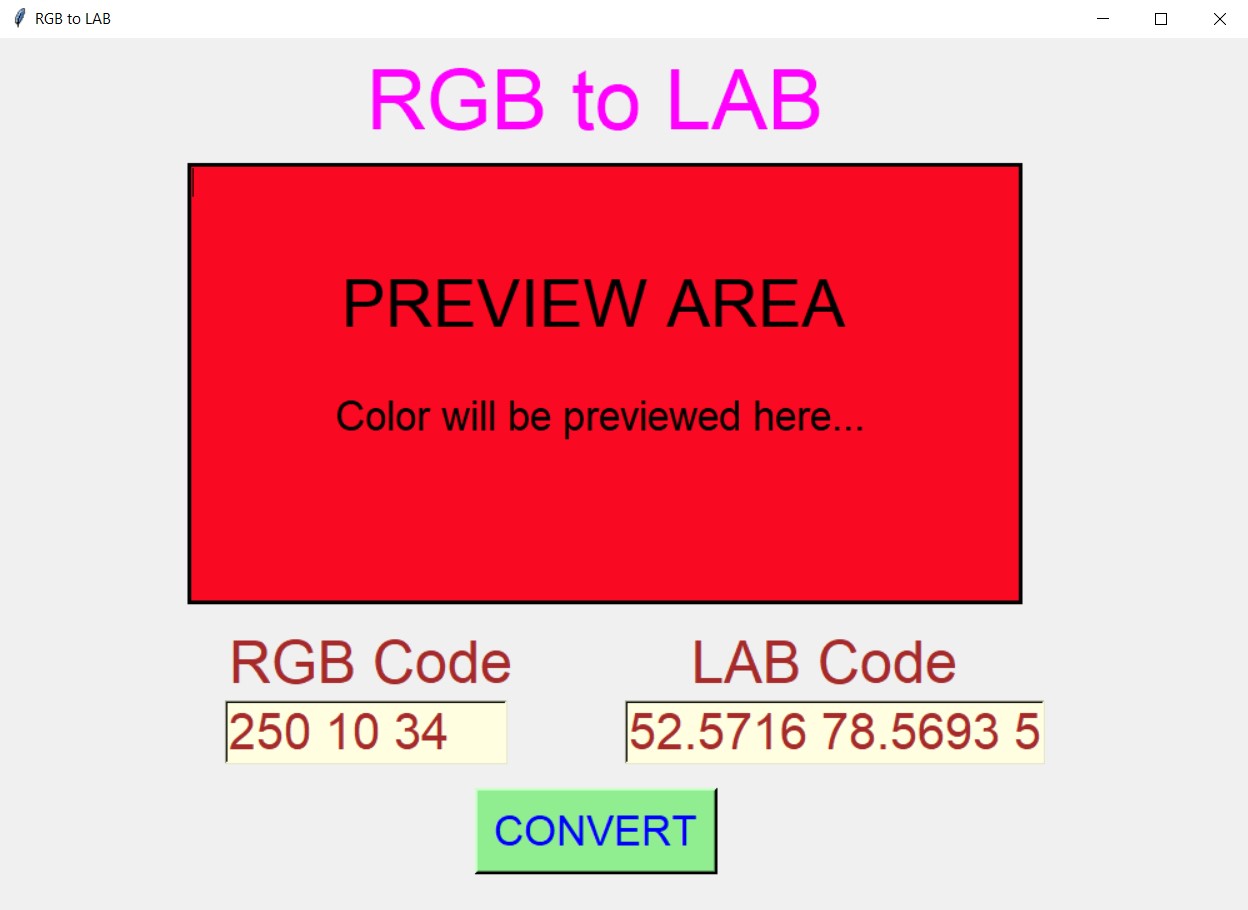 RGB to LAB
RGB to LAB
PREVIEW AREA
Color will be previewed here...
RGB Code LAB Code
250 10 34 52.5716 78.5693 5
CONVERT